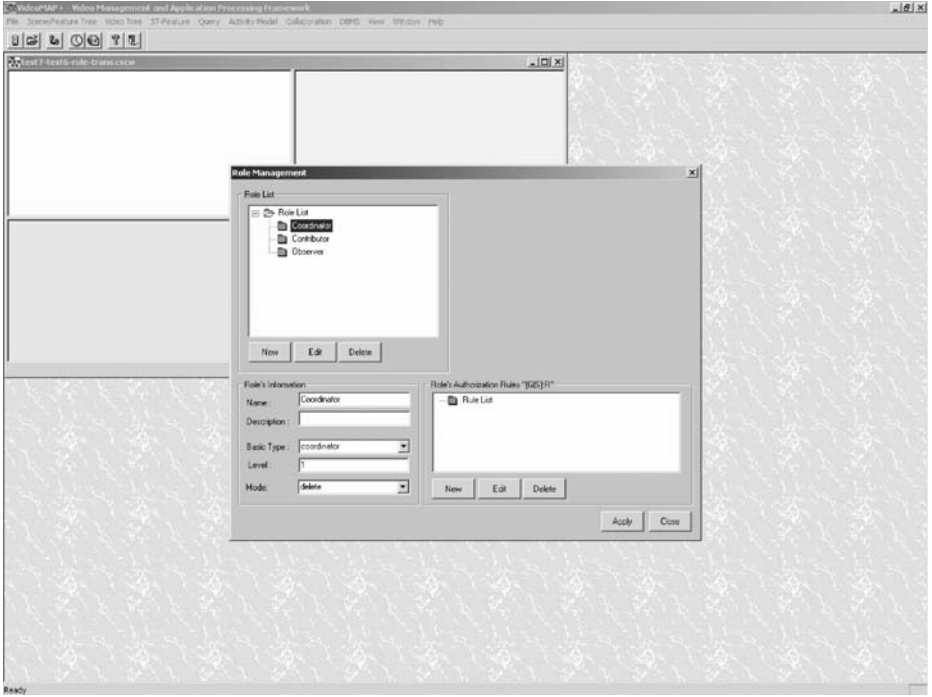 VideoMAP+ - Video Management and Application Processing Framework
File Scene/Feature Tree Video Tree ST-Feature Query Activity Model Collaboration DBMS View Window Help
test7-test6-rule-trans.cscw
Role Management
Role List
Role List
Coordinator
Contributor
Observer
New Edit Delete
Role's Information
Name : Coordinator
Description :
Basic Type : coordinator
Level : 1
Mode: delete
Role's Authorization Rules "[G|S]:R"
Rule List
New Edit Delete
Apply Close
Ready